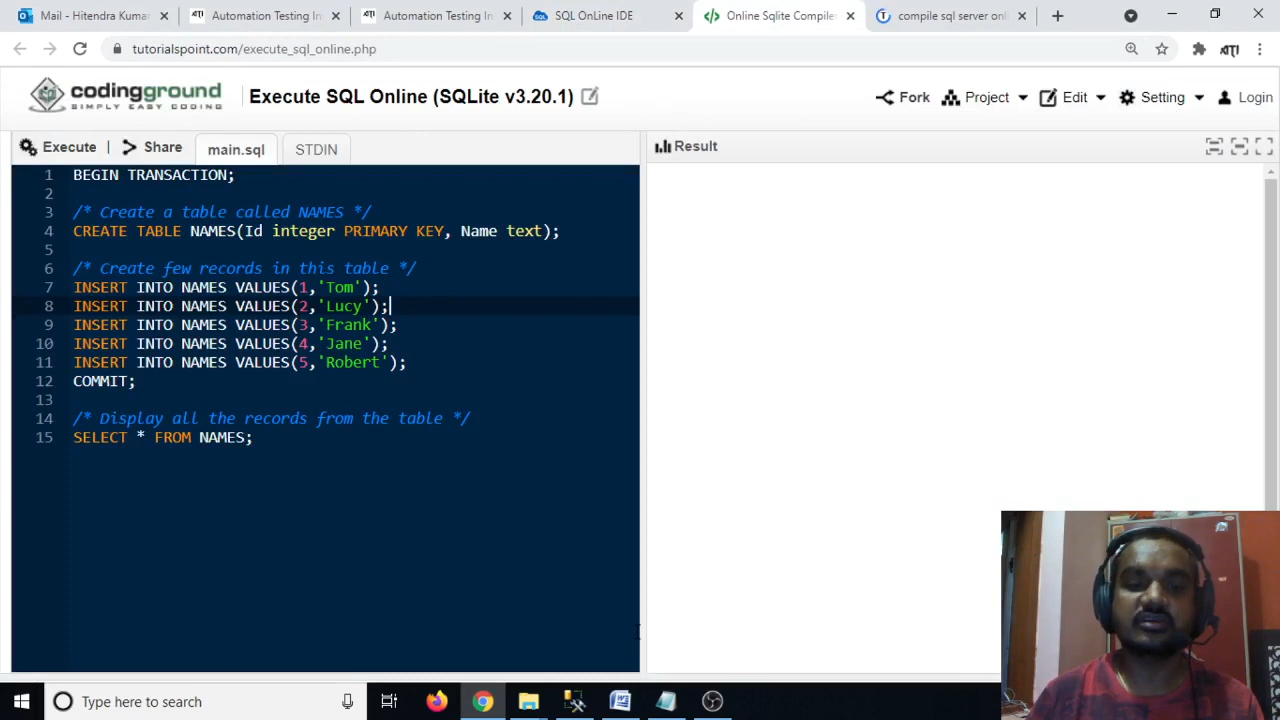 Mail - Hitendra Kumar
Automation Testing In
Automation Testing In
SQL OnLine IDE
Online Sqlite Compiler
compile sql server onl
tutorialspoint.com/execute_sql_online.php
codingground
SIMPLY EASY CODING
Execute SQL Online (SQLite v3.20.1)
Fork
Project
Edit
Setting
Login
Execute
Share
main.sql
STDIN
Result
1 BEGIN TRANSACTION;
2
3 /* Create a table called NAMES */
4 CREATE TABLE NAMES(Id integer PRIMARY KEY, Name text);
5
6 /* Create few records in this table */
7 INSERT INTO NAMES VALUES(1,'Tom');
8 INSERT INTO NAMES VALUES(2,'Lucy');
9 INSERT INTO NAMES VALUES(3,'Frank');
10 INSERT INTO NAMES VALUES(4,'Jane');
11 INSERT INTO NAMES VALUES(5,'Robert');
12 COMMIT;
13
14 /* Display all the records from the table */
15 SELECT * FROM NAMES;
Type here to search